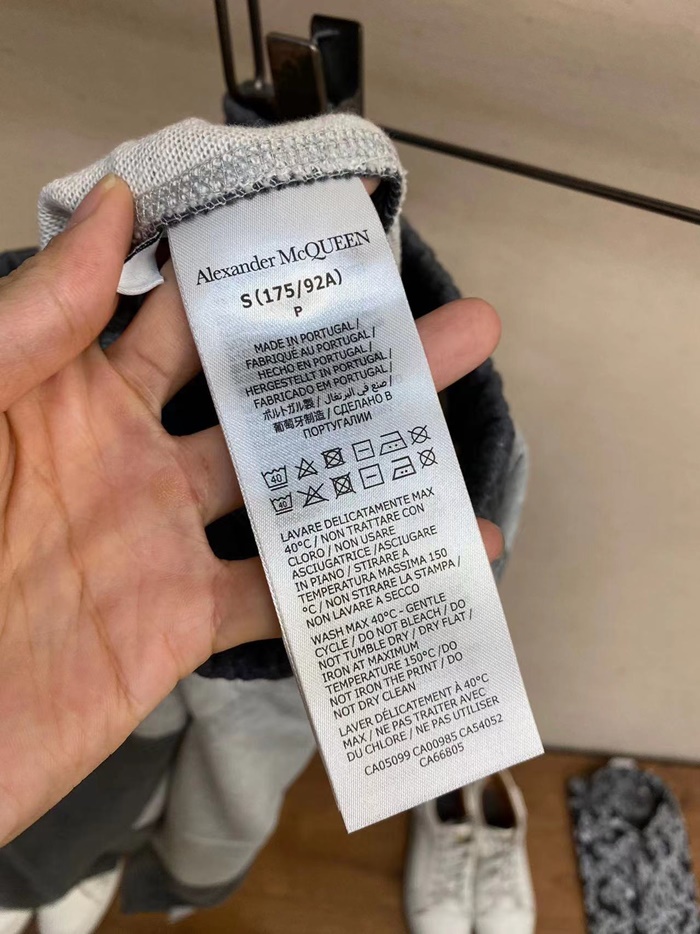 Alexander McQUEEN
S (175/92A)
P
MADE IN PORTUGAL /
FABRIQUÉ AU PORTUGAL /
HECHO EN PORTUGAL /
HERGESTELLT IN PORTUGAL /
FABRICADO EM PORTUGAL /
ポルトガル製 / صنع في البرتغال /
葡萄牙制造 / СДЕЛАНО В
ПОРТУГАЛИИ
40
40
LAVARE DELICATAMENTE MAX
40°C / NON TRATTARE CON
CLORO / NON USARE
ASCIUGATRICE /ASCIUGARE
IN PIANO / STIRARE A
TEMPERATURA MASSIMA 150
°C / NON STIRARE LA STAMPA /
NON LAVARE A SECCO
WASH MAX 40°C - GENTLE
CYCLE / DO NOT BLEACH / DO
NOT TUMBLE DRY / DRY FLAT /
IRON AT MAXIMUM
TEMPERATURE 150°C /DO
NOT IRON THE PRINT / DO
NOT DRY CLEAN
LAVER DÉLICATEMENT À 40°C
MAX / NE PAS TRAITER AVEC
DU CHLORE / NE PAS UTILISER
CA05099 CA00985 CA54052
CA66805